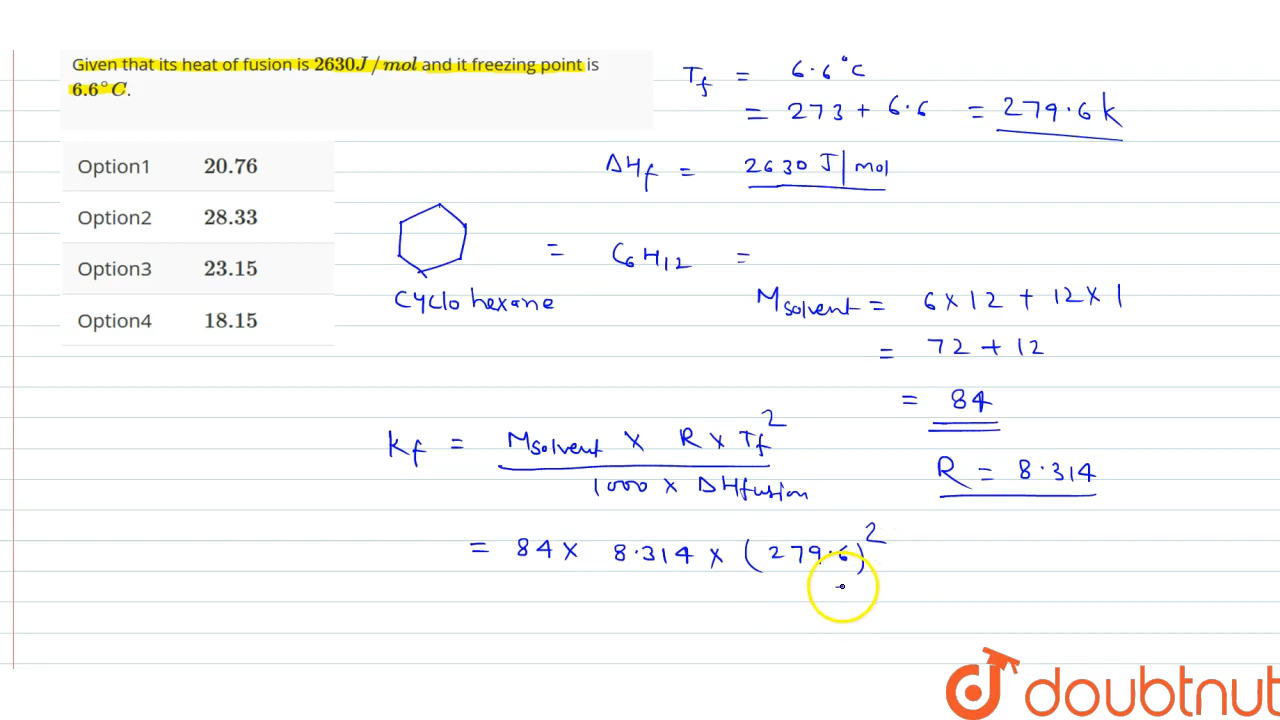 Given that its heat of fusion is 2630J/mol and it freezing point is
6.6°C.
Option1 20.76
Option2 28.33
Option3 23.15
Option4 18.15
Tf = 6.6°C
= 273 + 6.6 = 279.6 k
ΔHf = 2630 J/mol
= C6H12 =
Cyclo hexane
Msolvent = 6 × 12 + 12 × 1
= 72 + 12
= 84
R = 8.314
kf = Msolvent × R × Tf²
1000 × ΔHfusion
= 84 × 8.314 × (279.6)²
doubtnut